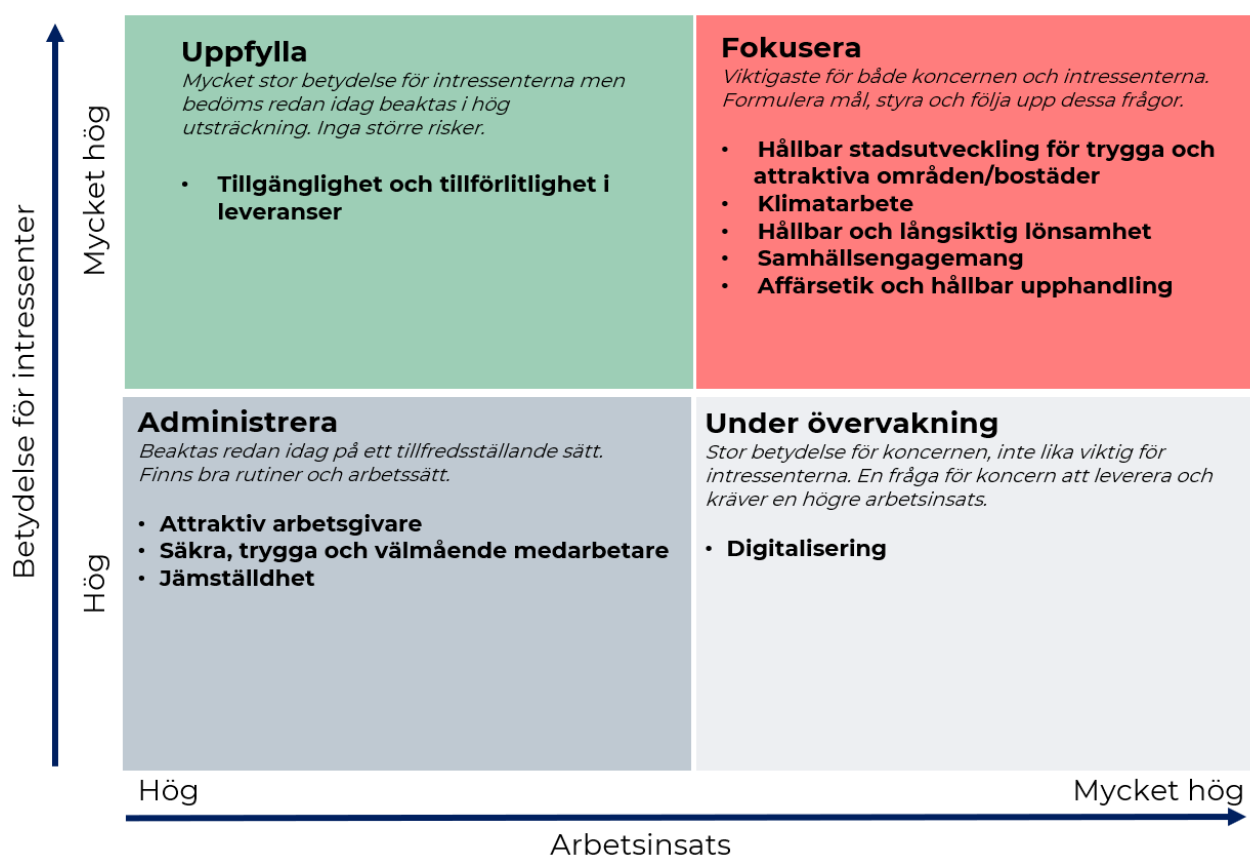 Uppfylla
Mycket stor betydelse för intressenterna men
bedöms redan idag beaktas i hög
utsträckning. Inga större risker.
• Tillgänglighet och tillförlitlighet i
leveranser
Fokusera
Viktigaste för både koncernen och intressenterna.
Formulera mål, styra och följa upp dessa frågor.
• Hållbar stadsutveckling för trygga och
attraktiva områden/bostäder
• Klimatarbete
• Hållbar och långsiktig lönsamhet
• Samhällsengagemang
• Affärsetik och hållbar upphandling
Administrera
Beaktas redan idag på ett tillfredsställande sätt.
Finns bra rutiner och arbetssätt.
• Attraktiv arbetsgivare
• Säkra, trygga och välmående medarbetare
• Jämställdhet
Under övervakning
Stor betydelse för koncernen, inte lika viktig för
intressenterna. En fråga för koncern att leverera och
kräver en högre arbetsinsats.
• Digitalisering
Betydelse för intressenter
Mycket hög
Hög
Hög
Mycket hög
Arbetsinsats